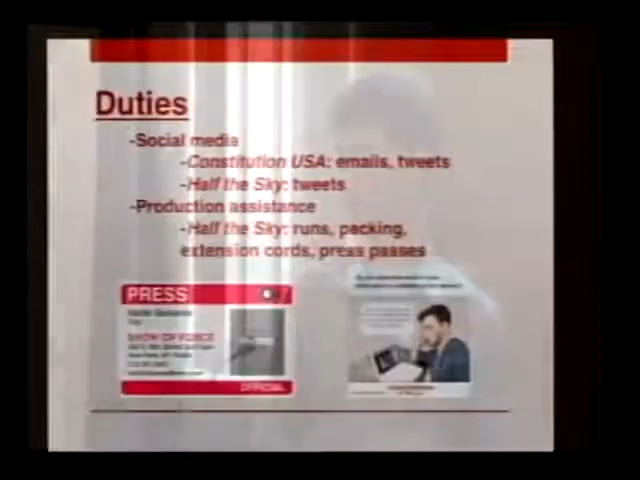 Duties
-Social media
-Constitution USA: emails, tweets
-Half the Sky: tweets
-Production assistance
-Half the Sky: runs, packing,
extension cords, press passes
PRESS
SHOW OF FORCE
OFFICIAL